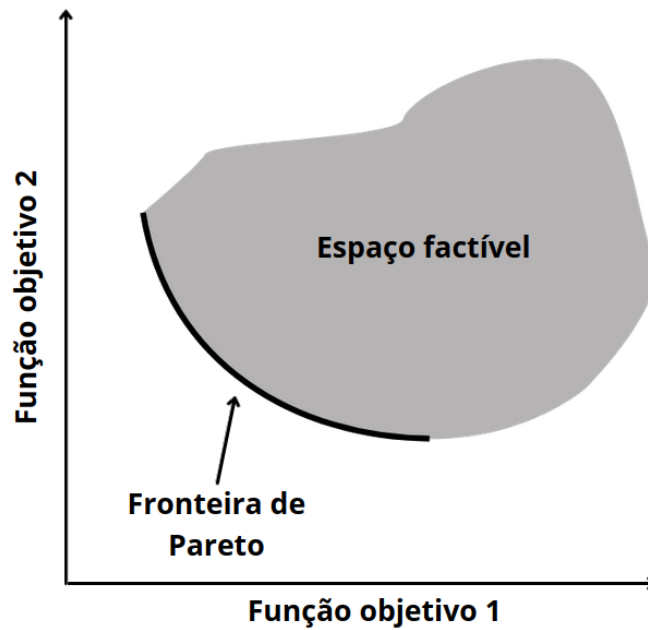 Função objetivo 2
Espaço factível
Fronteira de
Pareto
Função objetivo 1